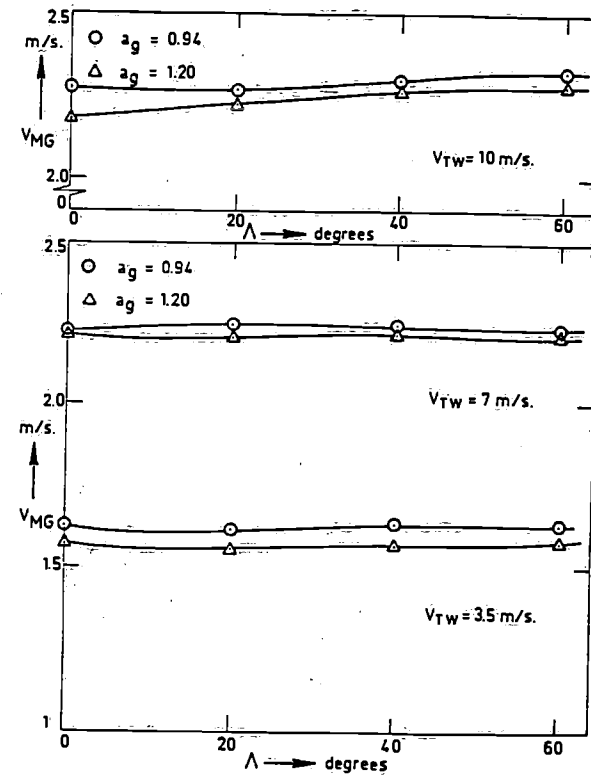 2.5
m/s.
a_g = 0.94
a_g = 1.20
V_MG
V_TW = 10 m/s.
2.0
0
0 20 40 60
Λ → degrees
2.5
a_g = 0.94
a_g = 1.20
2.0
V_TW = 7 m/s.
m/s.
V_MG
1.5
V_TW = 3.5 m/s.
1
0 20 40 60
Λ → degrees